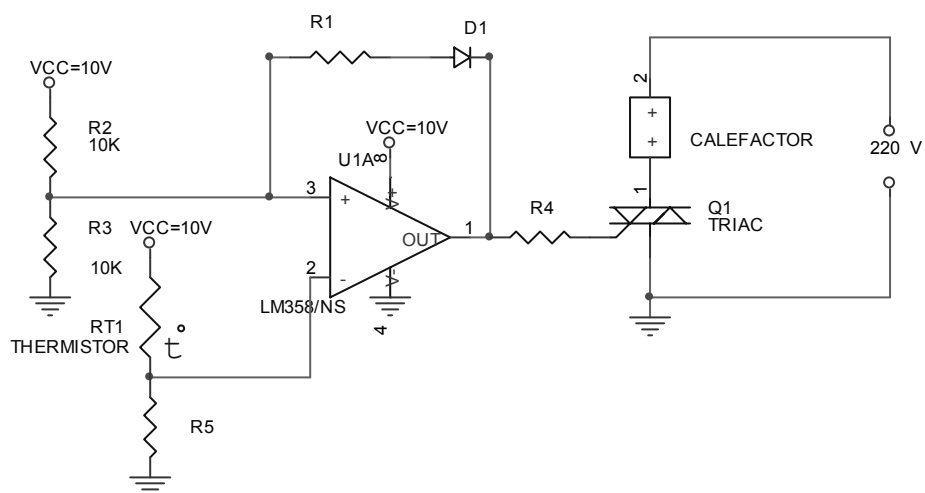 R1
D1
VCC=10V
R2
10K
VCC=10V
U1A
8
V+
3
+
OUT
1
2
-
V-
LM358/NS
4
R3
10K
VCC=10V
RT1
THERMISTOR
t°
R5
R4
2
+
+
CALEFACTOR
220 V
1
Q1
TRIAC